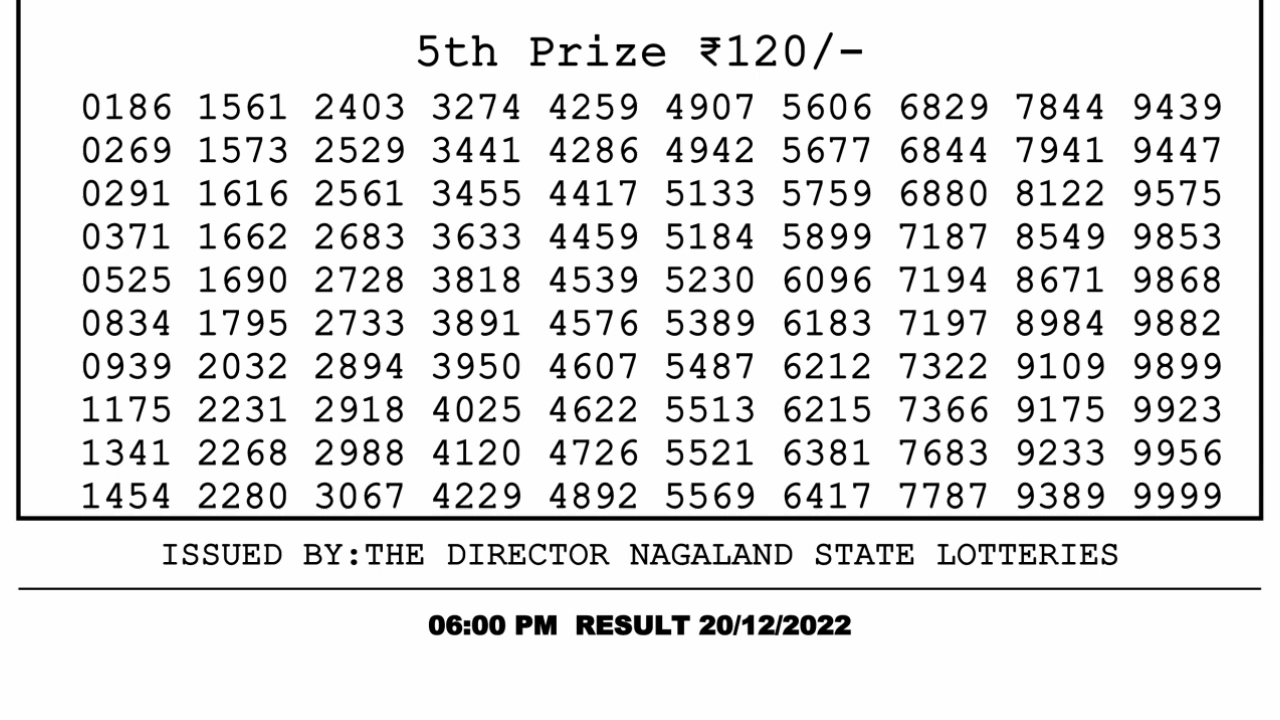 5th Prize ₹120/-
0186 1561 2403 3274 4259 4907 5606 6829 7844 9439
0269 1573 2529 3441 4286 4942 5677 6844 7941 9447
0291 1616 2561 3455 4417 5133 5759 6880 8122 9575
0371 1662 2683 3633 4459 5184 5899 7187 8549 9853
0525 1690 2728 3818 4539 5230 6096 7194 8671 9868
0834 1795 2733 3891 4576 5389 6183 7197 8984 9882
0939 2032 2894 3950 4607 5487 6212 7322 9109 9899
1175 2231 2918 4025 4622 5513 6215 7366 9175 9923
1341 2268 2988 4120 4726 5521 6381 7683 9233 9956
1454 2280 3067 4229 4892 5569 6417 7787 9389 9999
ISSUED BY:THE DIRECTOR NAGALAND STATE LOTTERIES
06:00 PM RESULT 20/12/2022